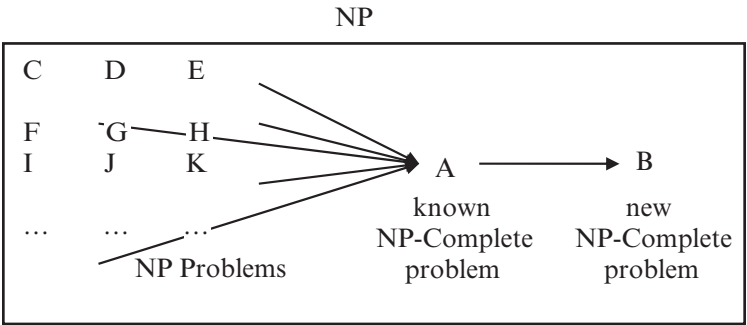 NP
C D E
F G H
I J K
A B
known new
NP-Complete NP-Complete
problem problem
… … …
NP Problems